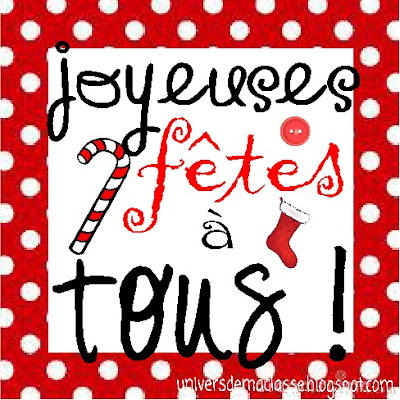 joyeuses
fêtes
à
tous !
universdemaclasse.blogspot.com